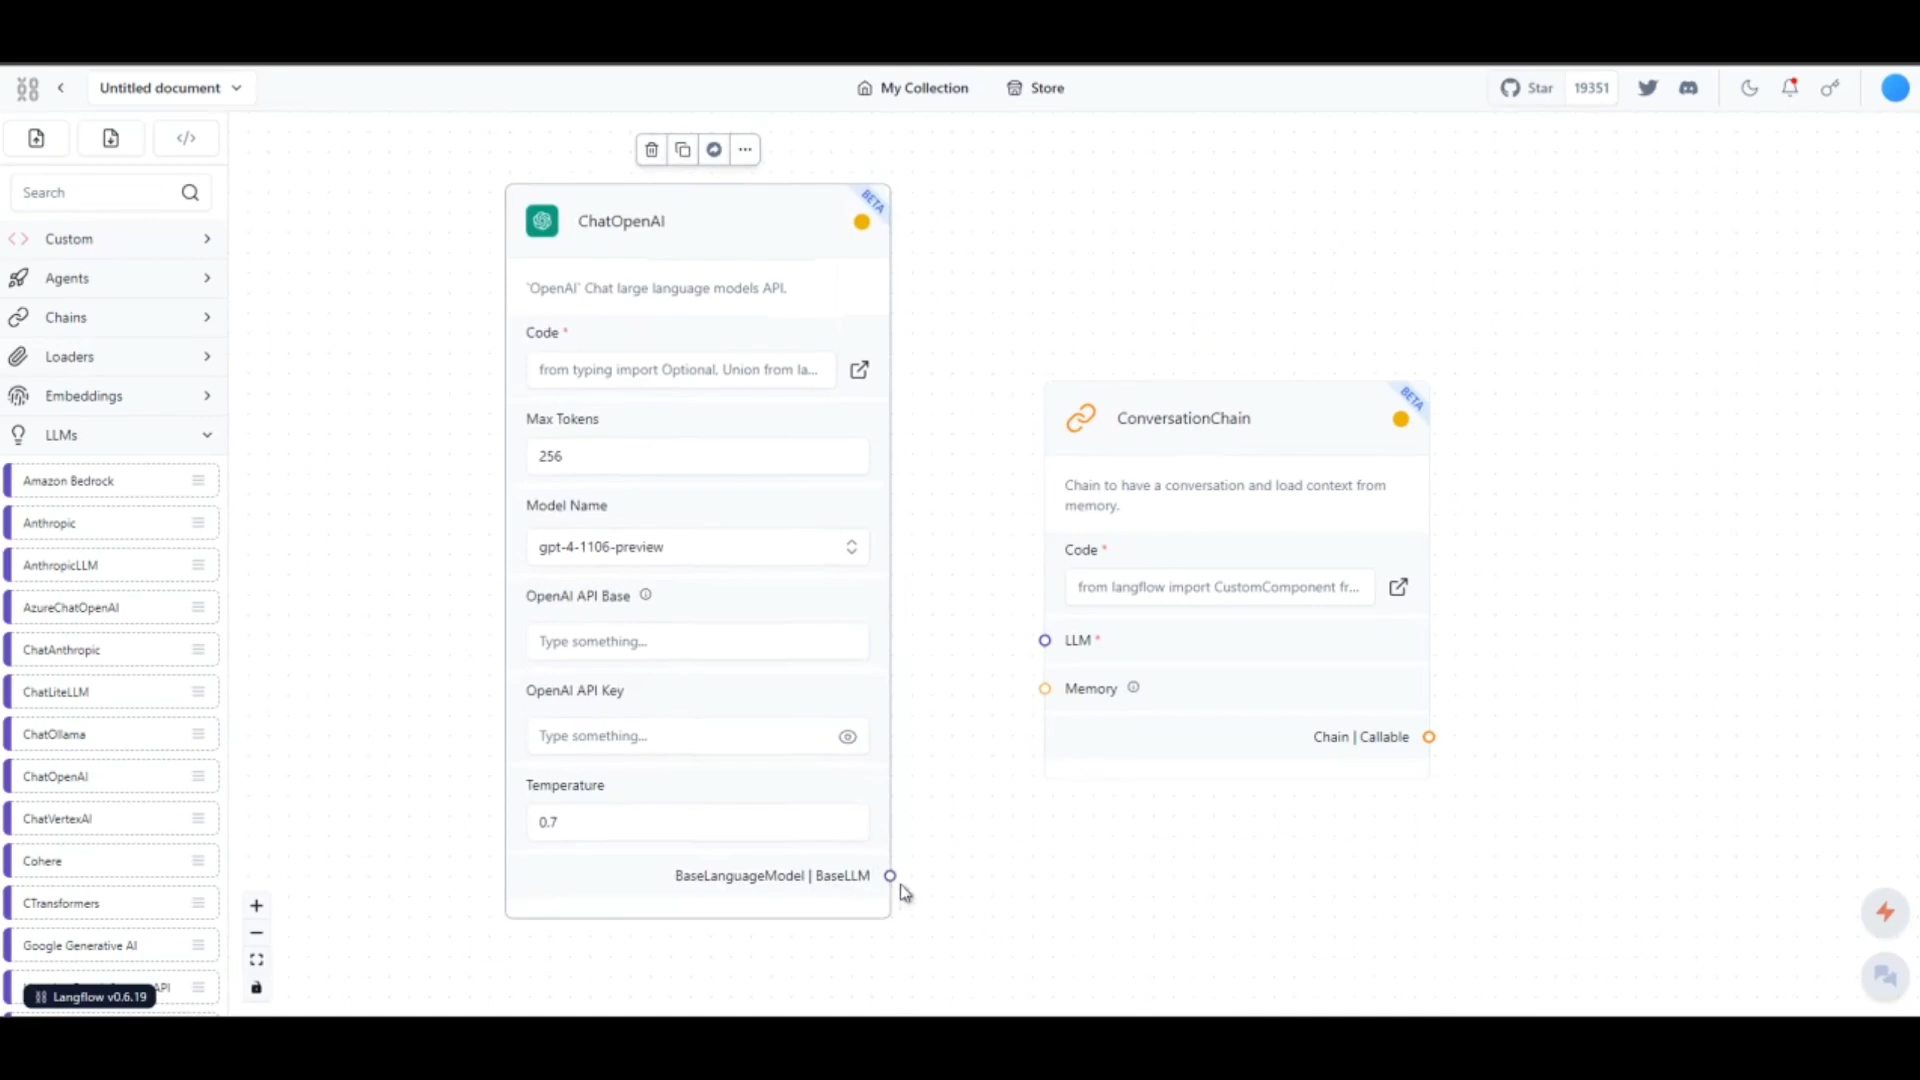 Untitled document
My Collection
Store
Star
19351
Search
Custom
Agents
Chains
Loaders
Embeddings
LLMs
Amazon Bedrock
Anthropic
AnthropicLLM
AzureChatOpenAI
ChatAnthropic
ChatLiteLLM
ChatOllama
ChatOpenAI
ChatVertexAI
Cohere
CTransformers
Google Generative AI
API
Langflow v0.6.19
BETA
ChatOpenAI
`OpenAI` Chat large language models API.
Code *
from typing import Optional, Union from la...
Max Tokens
256
Model Name
gpt-4-1106-preview
OpenAI API Base
Type something...
OpenAI API Key
Type something...
Temperature
0.7
BaseLanguageModel | BaseLLM
BETA
ConversationChain
Chain to have a conversation and load context from
memory.
Code *
from langflow import CustomComponent fr...
LLM *
Memory
Chain | Callable